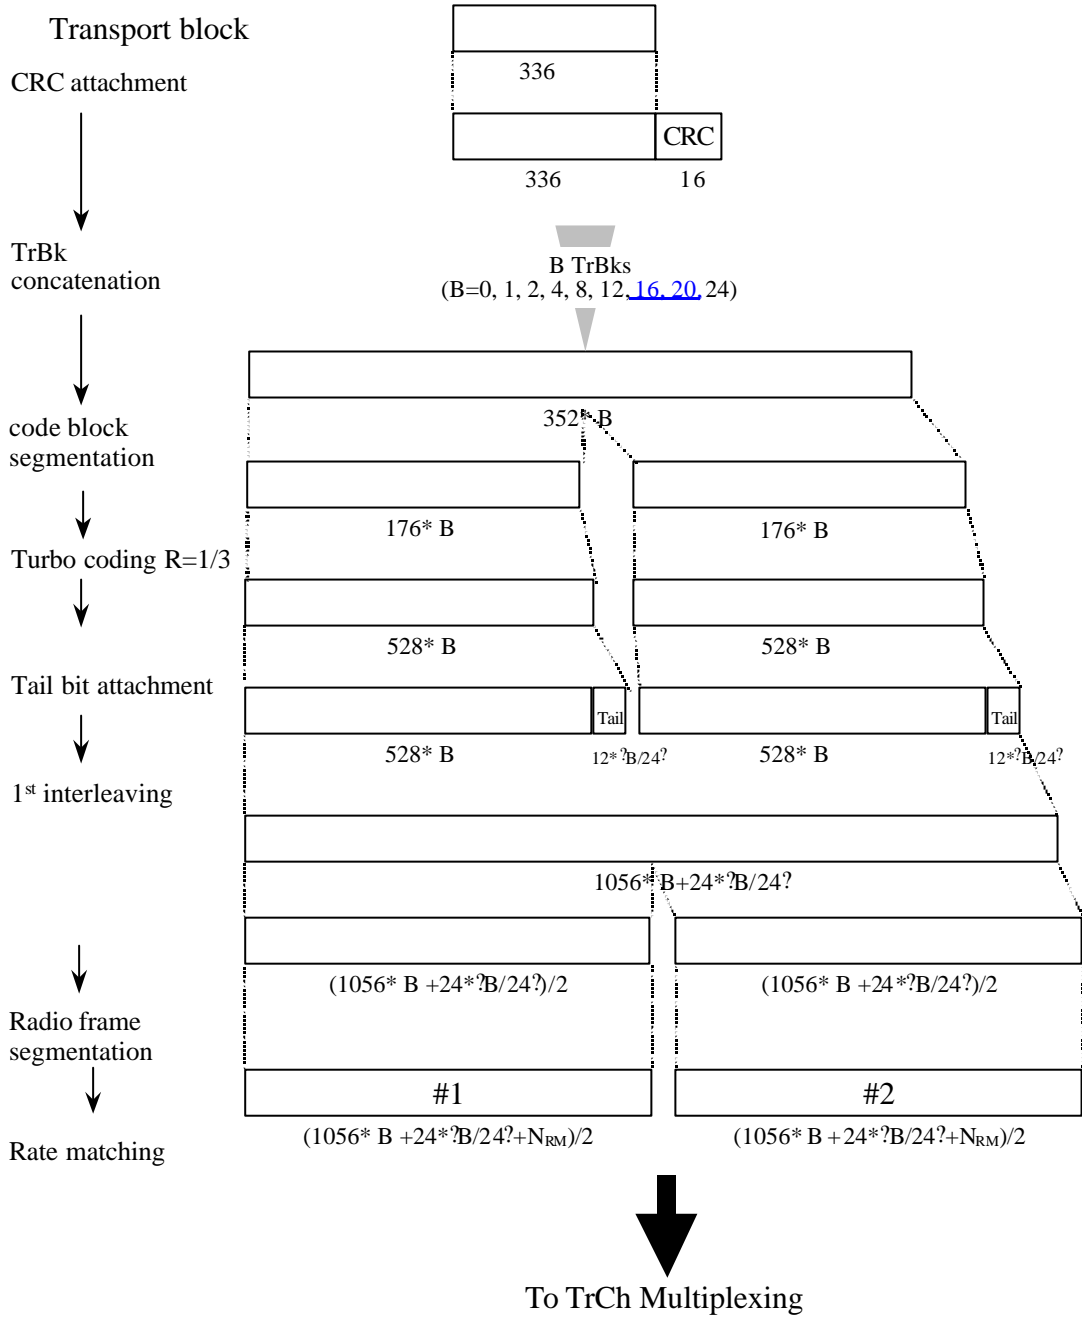 Transport block
336
CRC attachment
CRC
336 16
TrBk
concatenation
B TrBks
(B=0, 1, 2, 4, 8, 12, 16, 20, 24)
352* B
code block
segmentation
176* B 176* B
Turbo coding R=1/3
528* B 528* B
Tail bit attachment
Tail Tail
528* B 12*?B/24? 528* B 12*?B/24?
1st interleaving
1056* B+24*?B/24?
(1056* B +24*?B/24?)/2 (1056* B +24*?B/24?)/2
Radio frame
segmentation
#1 #2
(1056* B +24*?B/24?+NRM)/2 (1056* B +24*?B/24?+NRM)/2
Rate matching
To TrCh Multiplexing